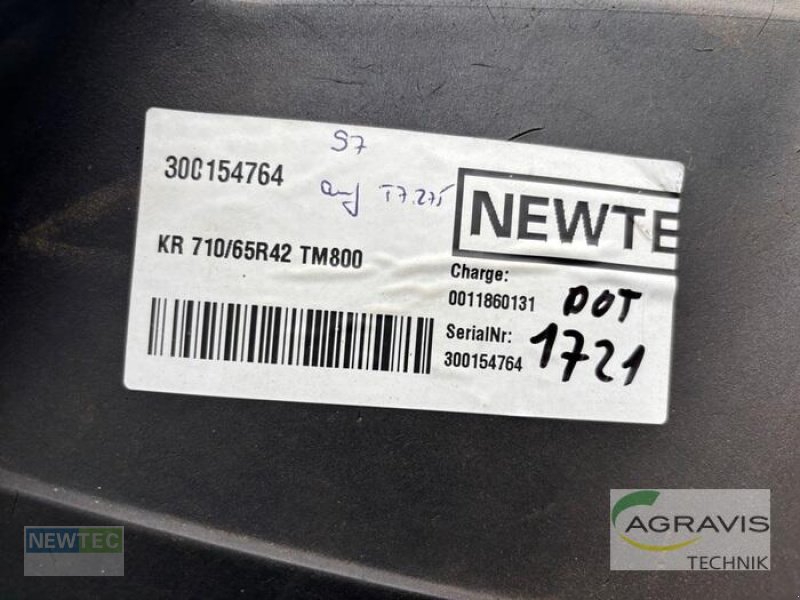 S7
300154764
auf T7.275
NEWTE
KR 710/65R42 TM800
Charge:
0011860131
DOT
SerialNr:
1721
300154764
NEWTEC
AGRAVIS
TECHNIK